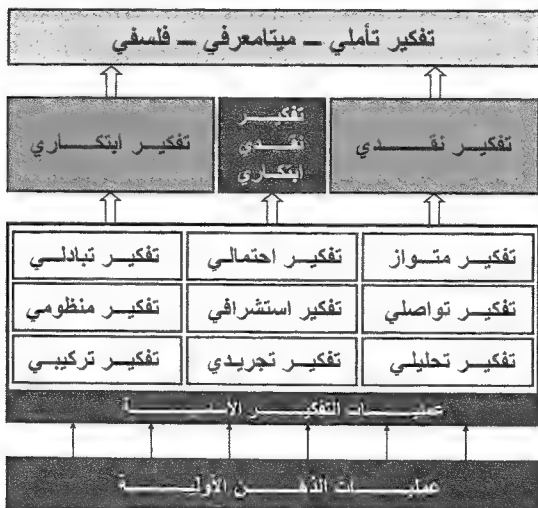 تفكير تأملي – ميتامعرفي – فلسفي
تفكير نقدي
تفكير
نقدي
ابتكاري
تفكير ابتكاري
تفكير متواز
تفكير احتمالي
تفكير تبادلي
تفكير تواصلي
تفكير استشرافي
تفكير منظومي
تفكير تحليلي
تفكير تجريدي
تفكير تركيبي
عمليات التفكير
عمليات الذهن الأولية